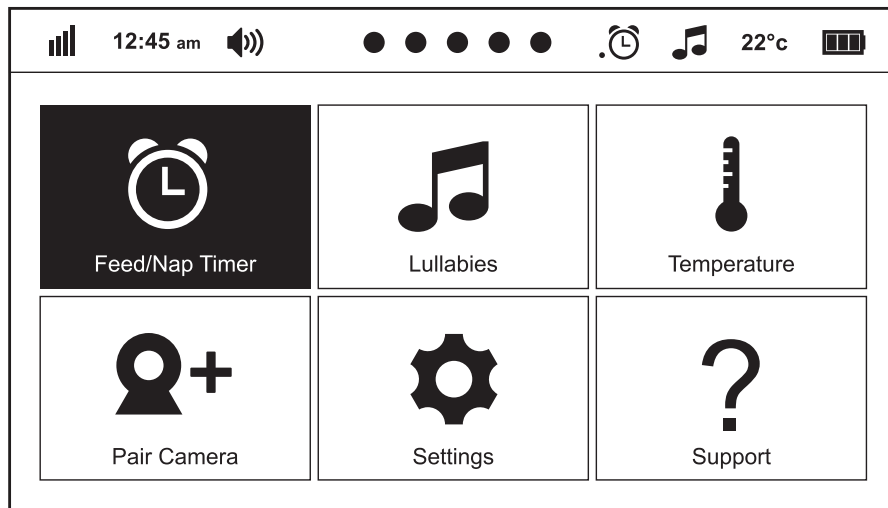 12:45 am 22°c
Feed/Nap Timer Lullabies Temperature
Pair Camera Settings Support